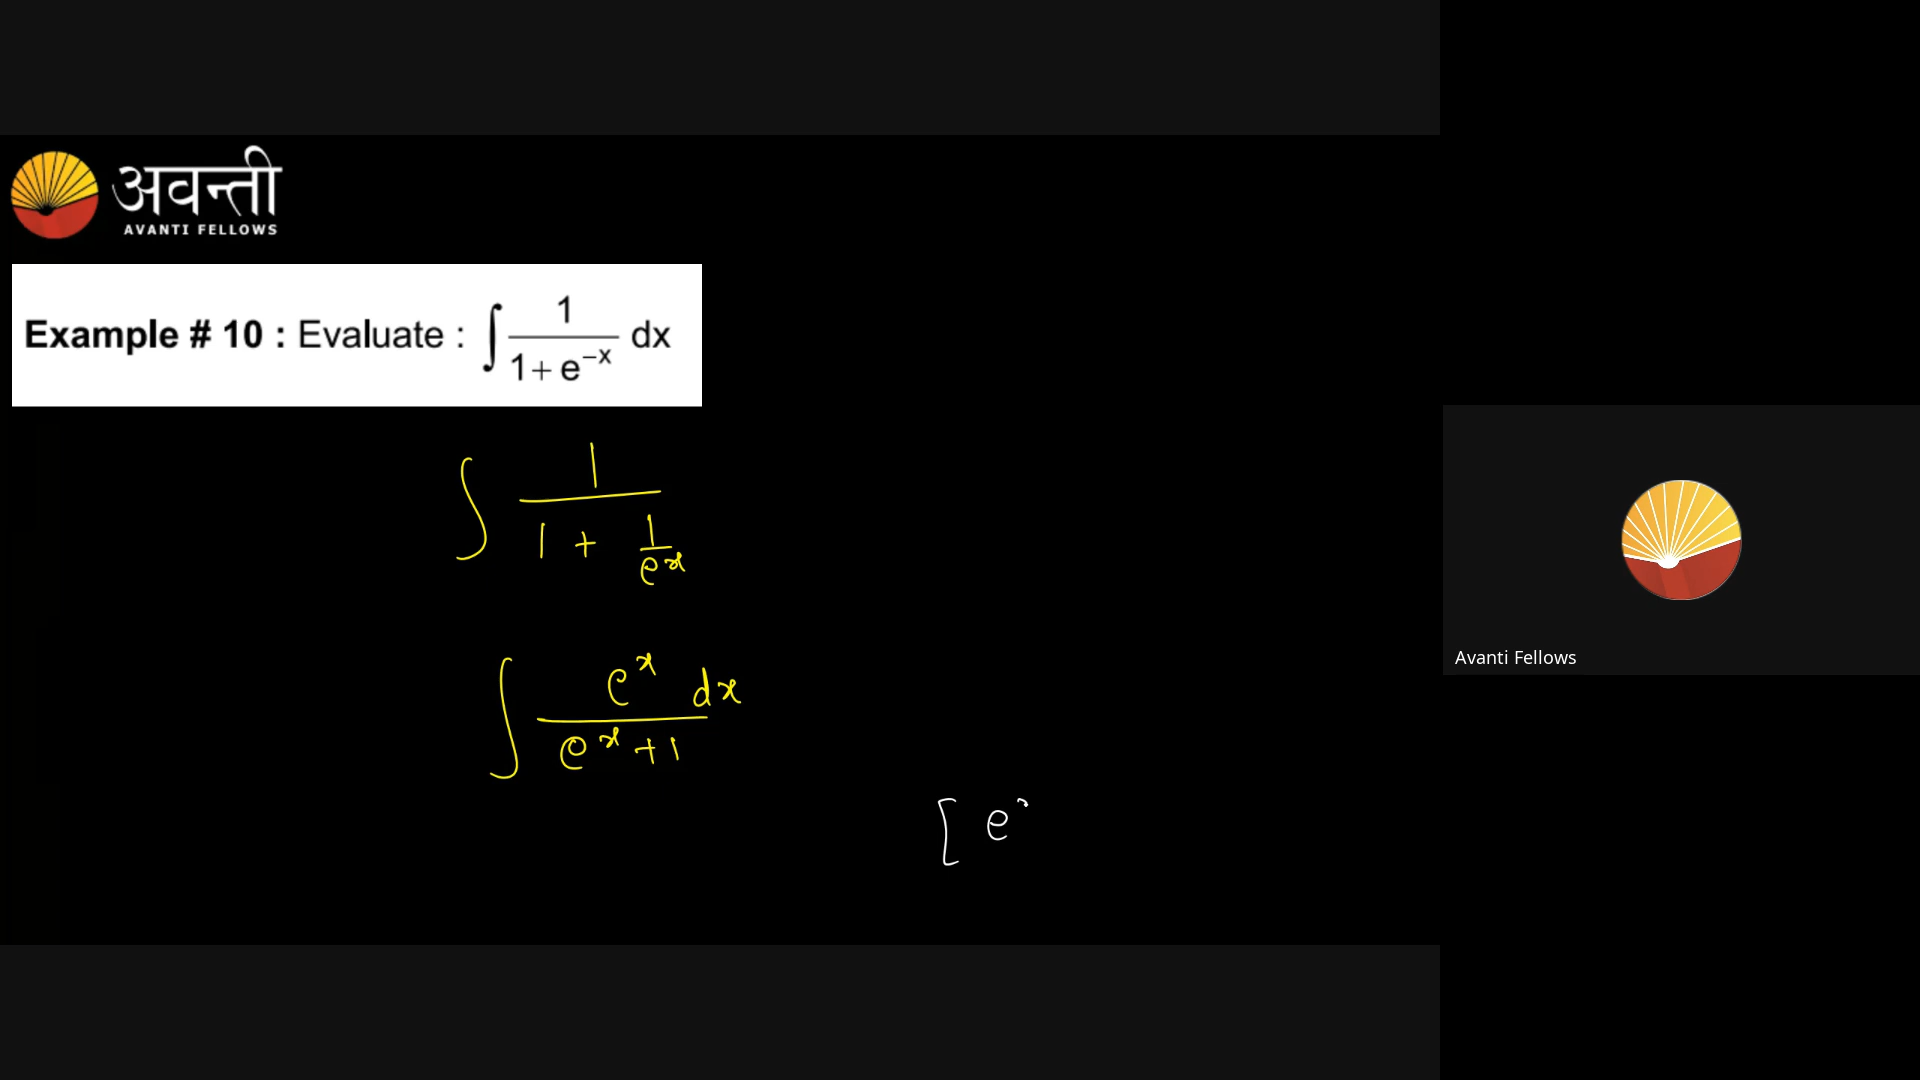 अवन्ती
AVANTI FELLOWS
Example # 10 : Evaluate : ∫ 1/(1+e^{−x}) dx
∫ 1/(1 + 1/e^x)
∫ e^x dx/(e^x + 1)
[ e
Avanti Fellows